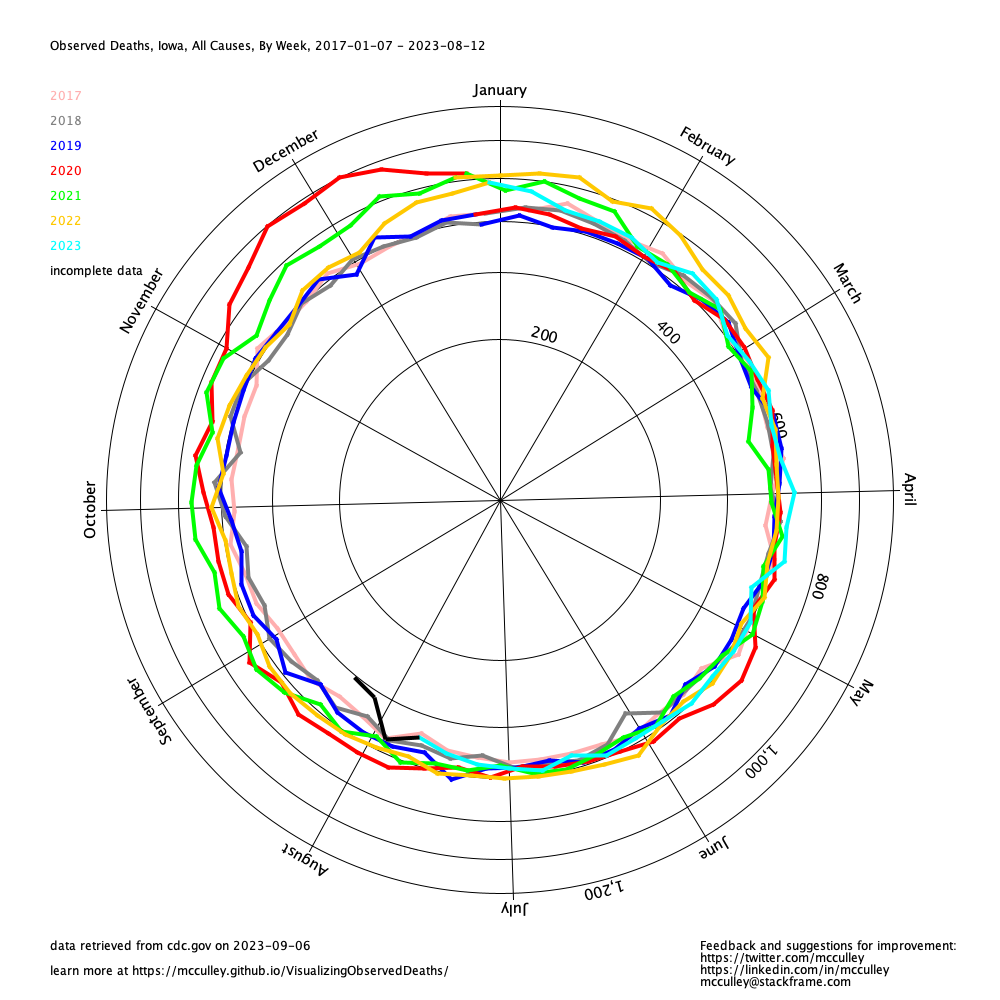 Observed Deaths, Iowa, All Causes, By Week, 2017-01-07 - 2023-08-12
2017
2018
2019
2020
2021
2022
2023
incomplete data
January
February
March
April
May
June
July
August
September
October
November
December
200
400
600
800
1,000
1,200
data retrieved from cdc.gov on 2023-09-06
learn more at https://mcculley.github.io/VisualizingObservedDeaths/
Feedback and suggestions for improvement:
https://twitter.com/mcculley
https://linkedin.com/in/mcculley
mcculley@stackframe.com